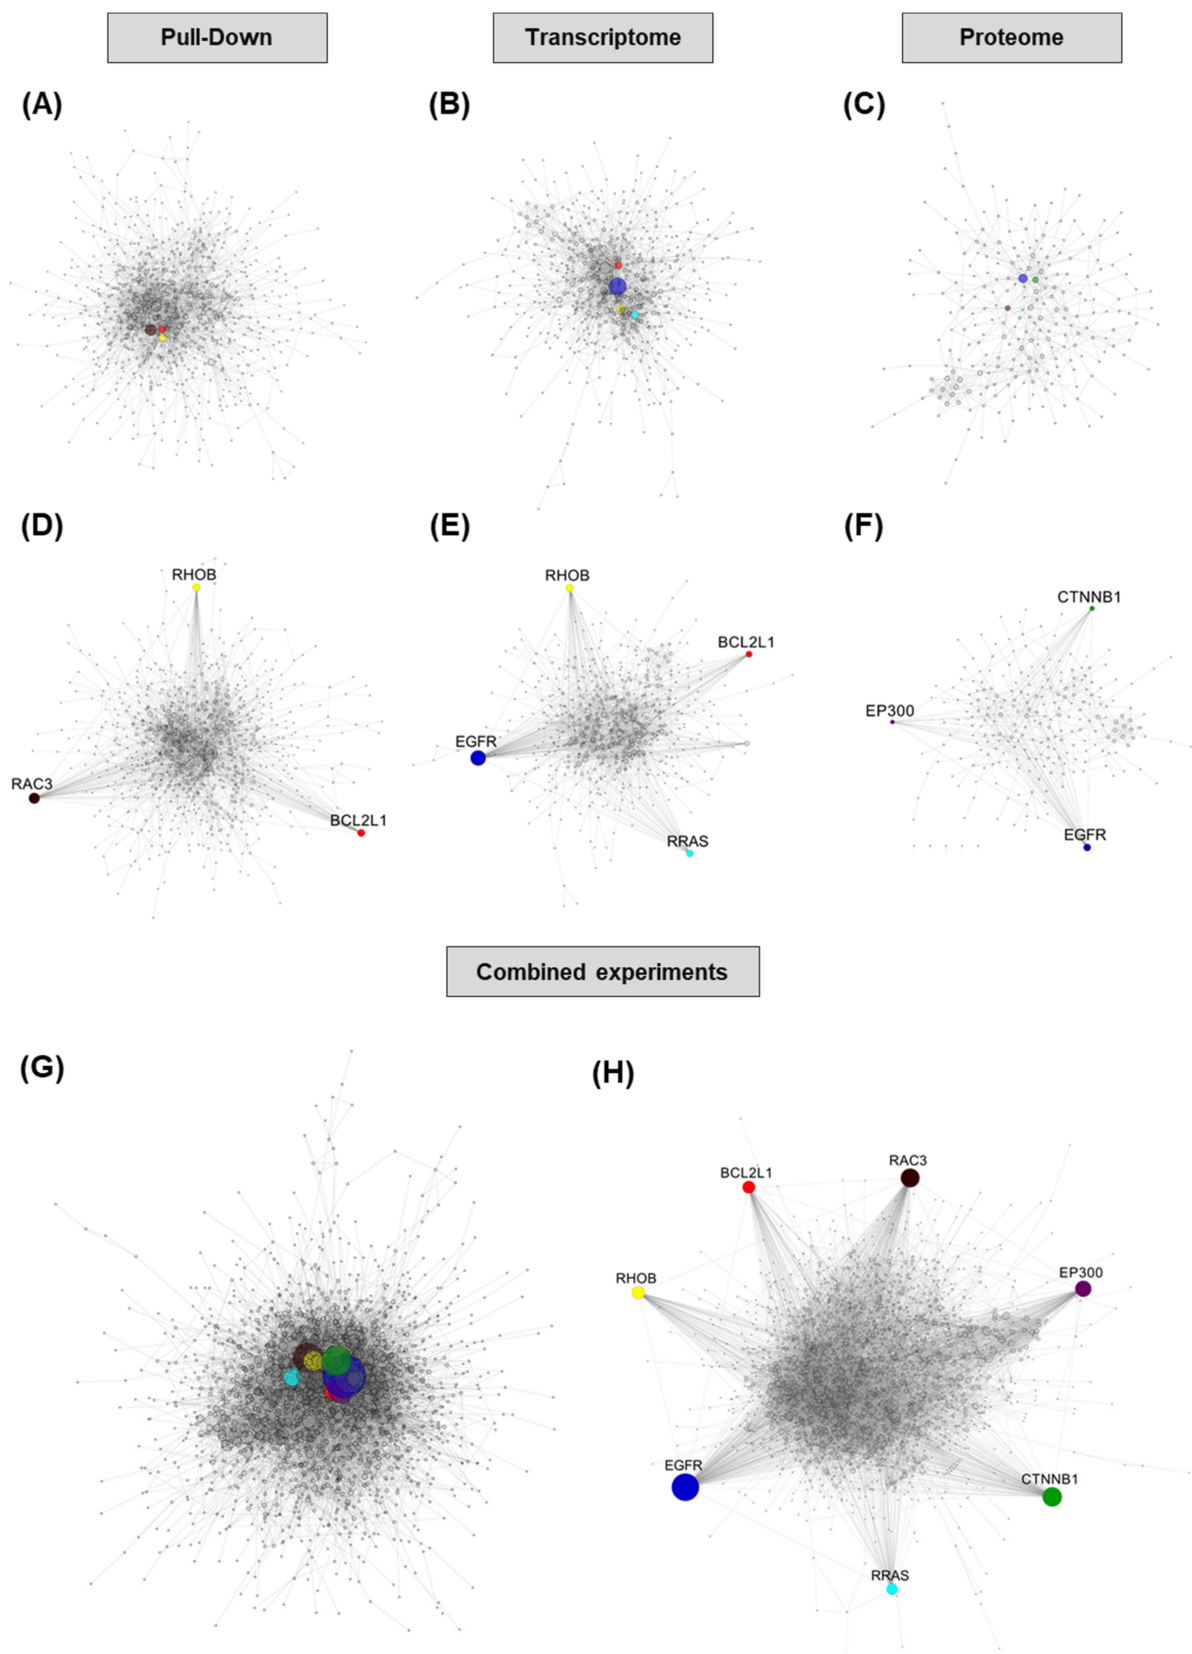 Pull-Down
Transcriptome
Proteome
(A)
(B)
(C)
(D)
(E)
(F)
RHOB
RAC3
BCL2L1
RHOB
BCL2L1
EGFR
RRAS
CTNNB1
EP300
EGFR
Combined experiments
(G)
(H)
BCL2L1
RAC3
RHOB
EP300
EGFR
CTNNB1
RRAS